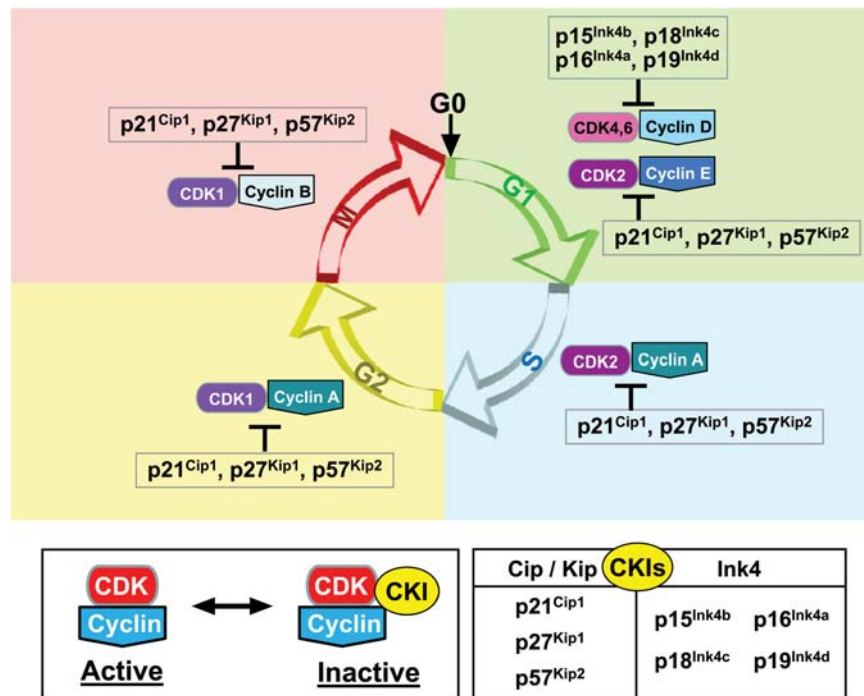 p15Ink4b, p18Ink4c
p16Ink4a, p19Ink4d
G0
p21Cip1, p27Kip1, p57Kip2
CDK4,6 Cyclin D
CDK1 Cyclin B
CDK2 Cyclin E
M
G1
p21Cip1, p27Kip1, p57Kip2
G2
S
CDK2 Cyclin A
CDK1 Cyclin A
p21Cip1, p27Kip1, p57Kip2
p21Cip1, p27Kip1, p57Kip2
CDK
Cyclin
Active
CDK CKI
Cyclin
Inactive
Cip / Kip CKIs Ink4
p21Cip1
p27Kip1
p57Kip2
p15Ink4b p16Ink4a
p18Ink4c p19Ink4d